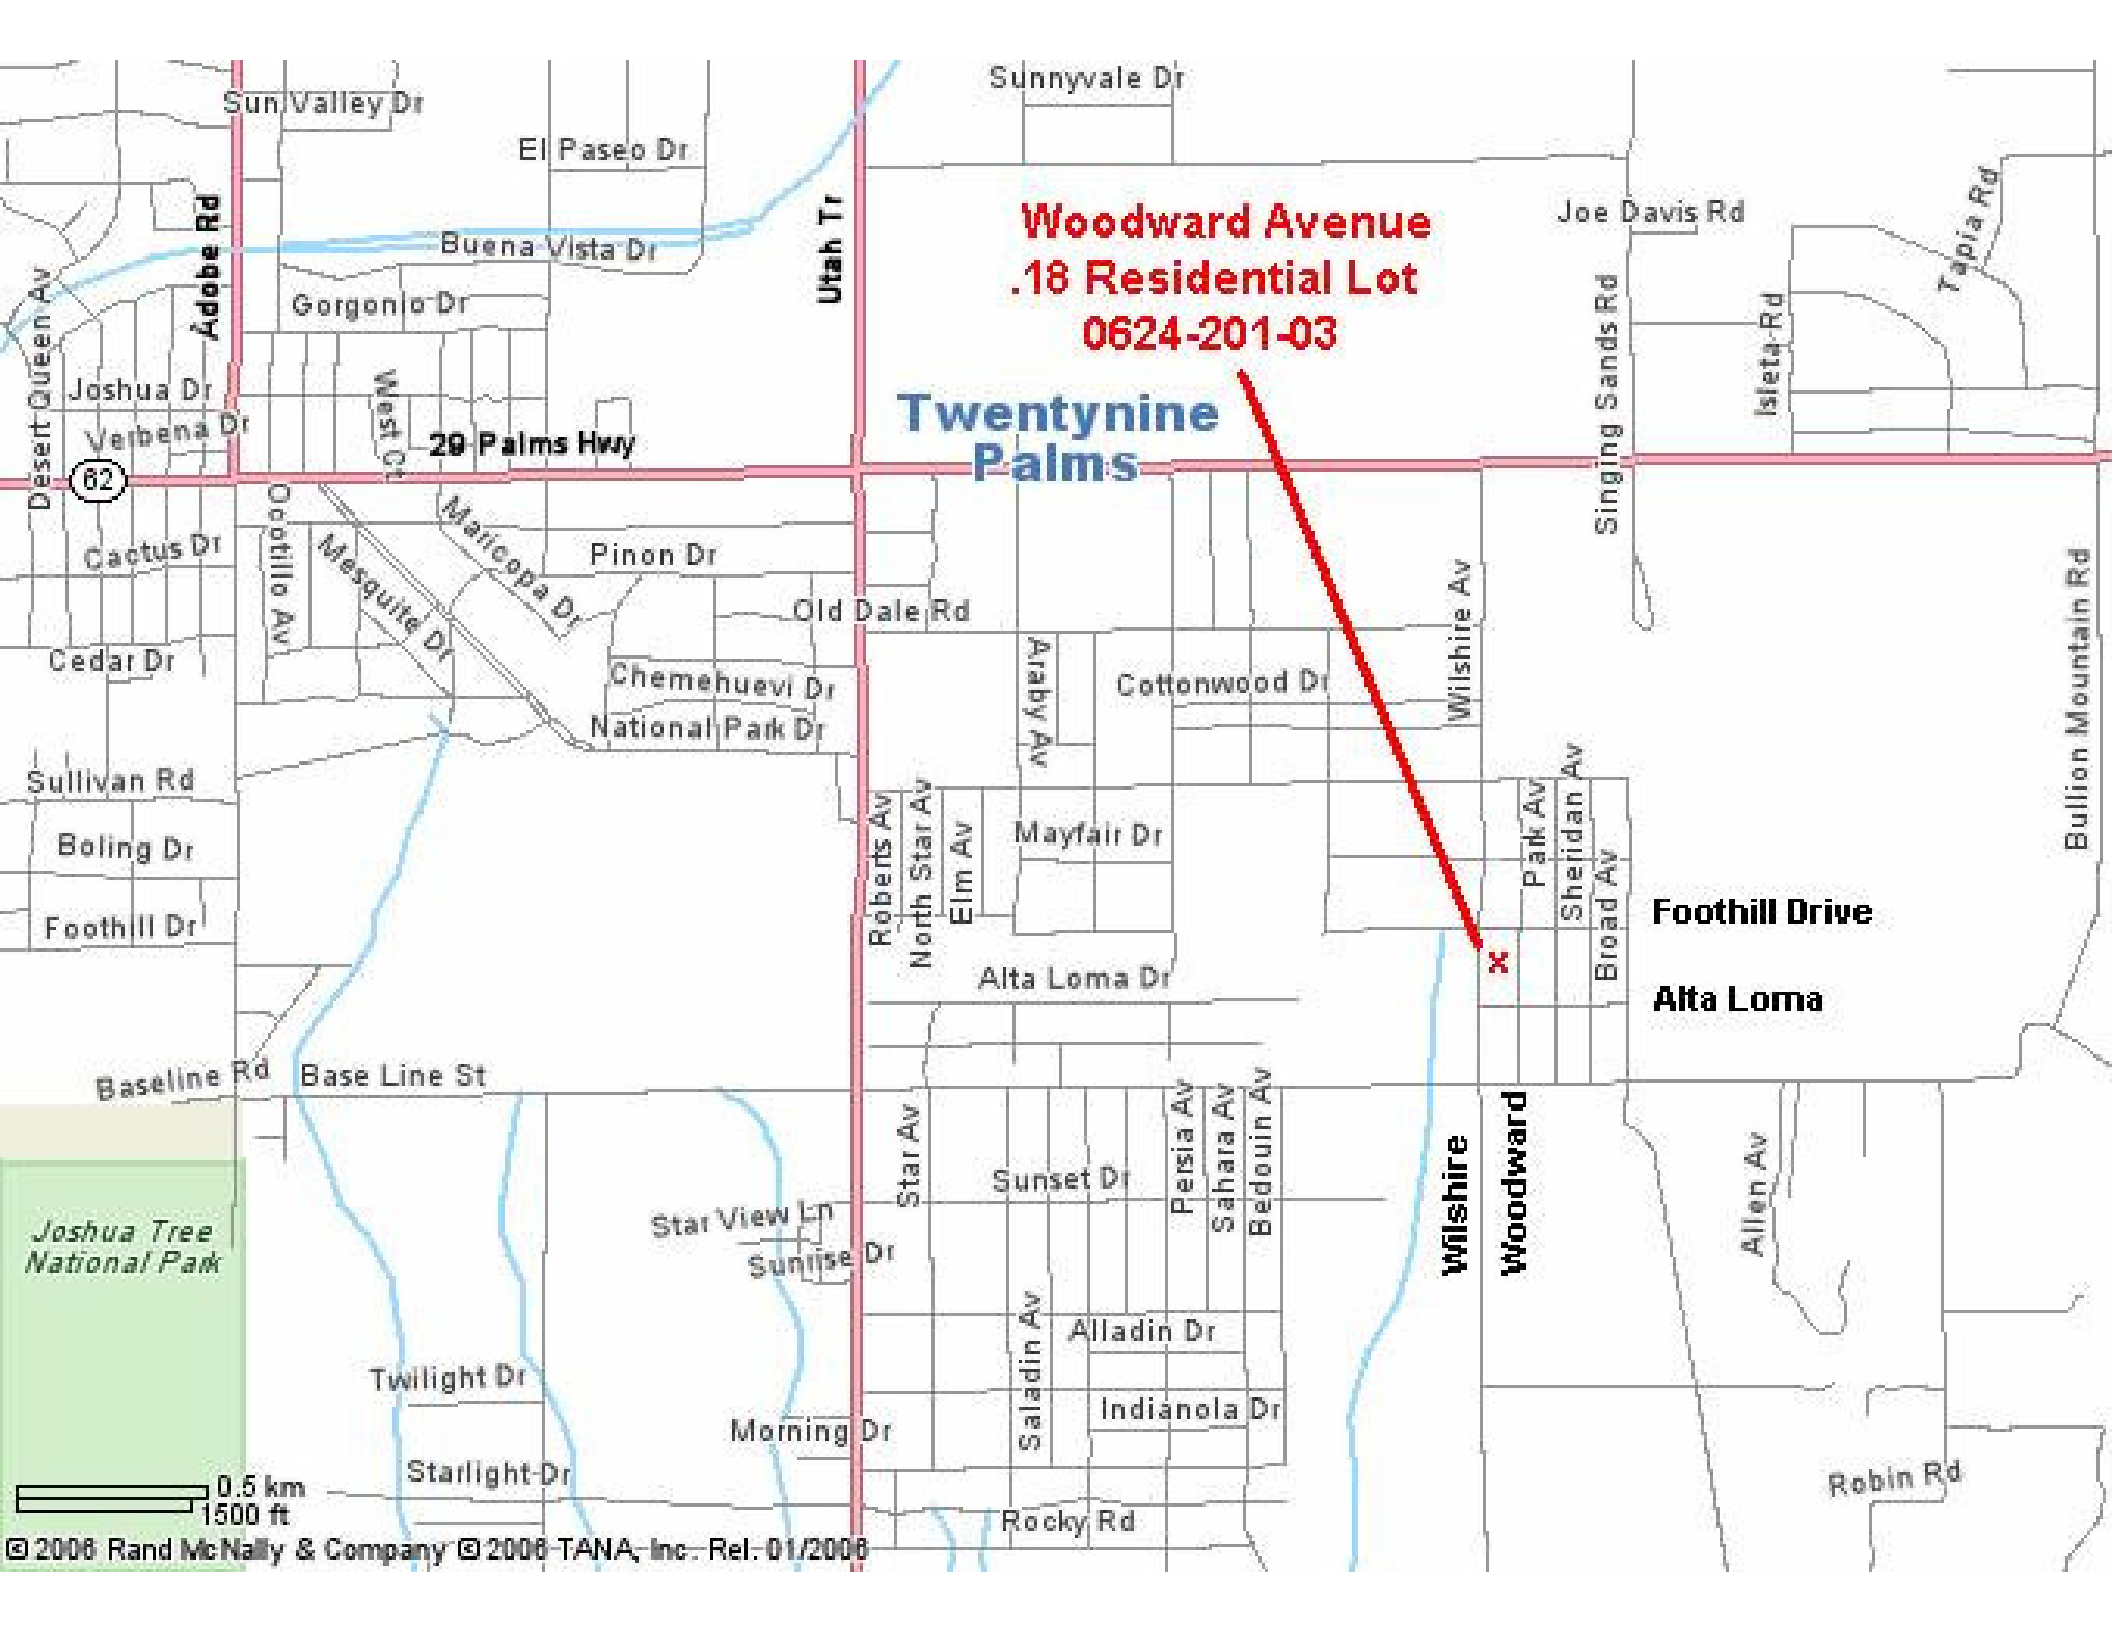 Sunnyvale Dr
Sun Valley Dr
El Paseo Dr
Adobe Rd
Utah Tr
Woodward Avenue
.18 Residential Lot
0624-201-03
Joe Davis Rd
Tapia Rd
Buena Vista Dr
Gorgonio Dr
Desert Queen Av
Singing Sands Rd
Isleta Rd
Joshua Dr
Verbena Dr
West Ct
29 Palms Hwy
Twentynine
Palms
62
Ocotillo Av
Maricopa Dr
Mesquite Dr
Cactus Dr
Pinon Dr
Old Dale Rd
Wilshire Av
Bullion Mountain Rd
Cedar Dr
Chemehuevi Dr
Araby Av
Cottonwood Dr
National Park Dr
Sullivan Rd
Boling Dr
Roberts Av
North Star Av
Elm Av
Mayfair Dr
Park Av
Sheridan Av
Broad Av
Foothill Dr
Foothill Drive
x
Alta Loma Dr
Alta Loma
Baseline Rd
Base Line St
Star Av
Persia Av
Sahara Av
Bedouin Av
Wilshire
Woodward
Allen Av
Sunset Dr
Joshua Tree
National Park
Star View Ln
Sunrise Dr
Saladin Av
Alladin Dr
Twilight Dr
Indianola Dr
Morning Dr
Starlight Dr
Robin Rd
0.5 km
1500 ft
Rocky Rd
© 2006 Rand McNally & Company © 2006 TANA, Inc. Rel. 01/2006